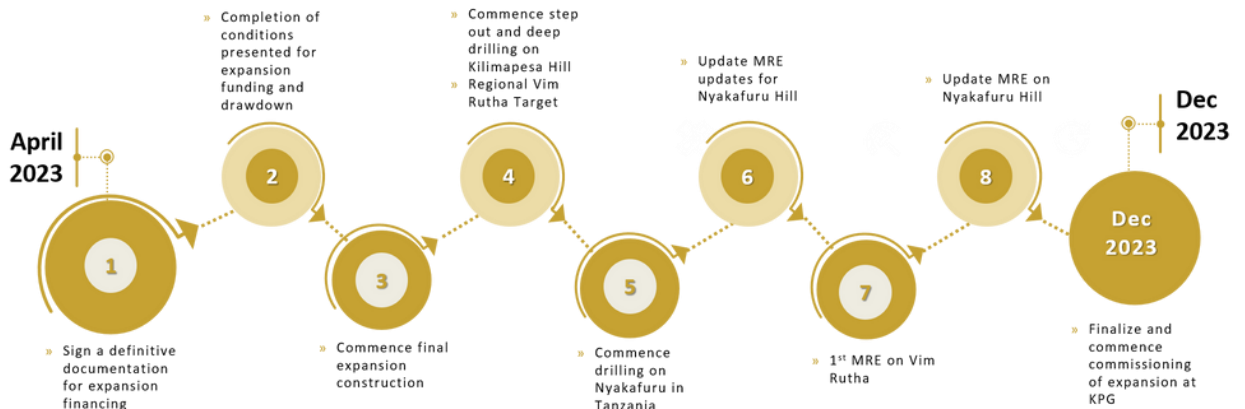 April
2023
1
» Sign a definitive
documentation
for expansion
financing
» Completion of
conditions
presented for
expansion
funding and
drawdown
2
3
» Commence final
expansion
construction
» Commence step
out and deep
drilling on
Kilimapesa Hill
» Regional Vim
Rutha Target
4
5
» Commence
drilling on
Nyakafuru in
Tanzania
» Update MRE
updates for
Nyakafuru Hill
6
7
» 1st MRE on Vim
Rutha
» Update MRE on
Nyakafuru Hill
8
Dec
2023
Dec
2023
» Finalize and
commence
commissioning
of expansion at
KPG